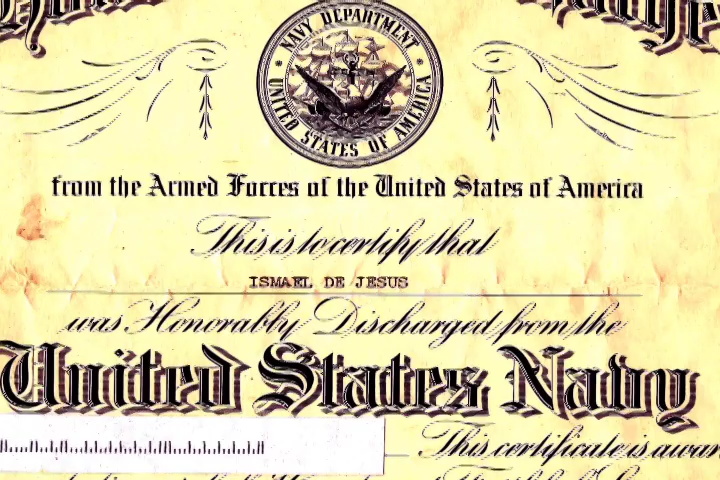 NAVY DEPARTMENT
UNITED STATES OF AMERICA
from the Armed Forces of the United States of America
This is to certify that
ISMAEL DE JESUS
was Honorably Discharged from the
United States Navy
This certificate is